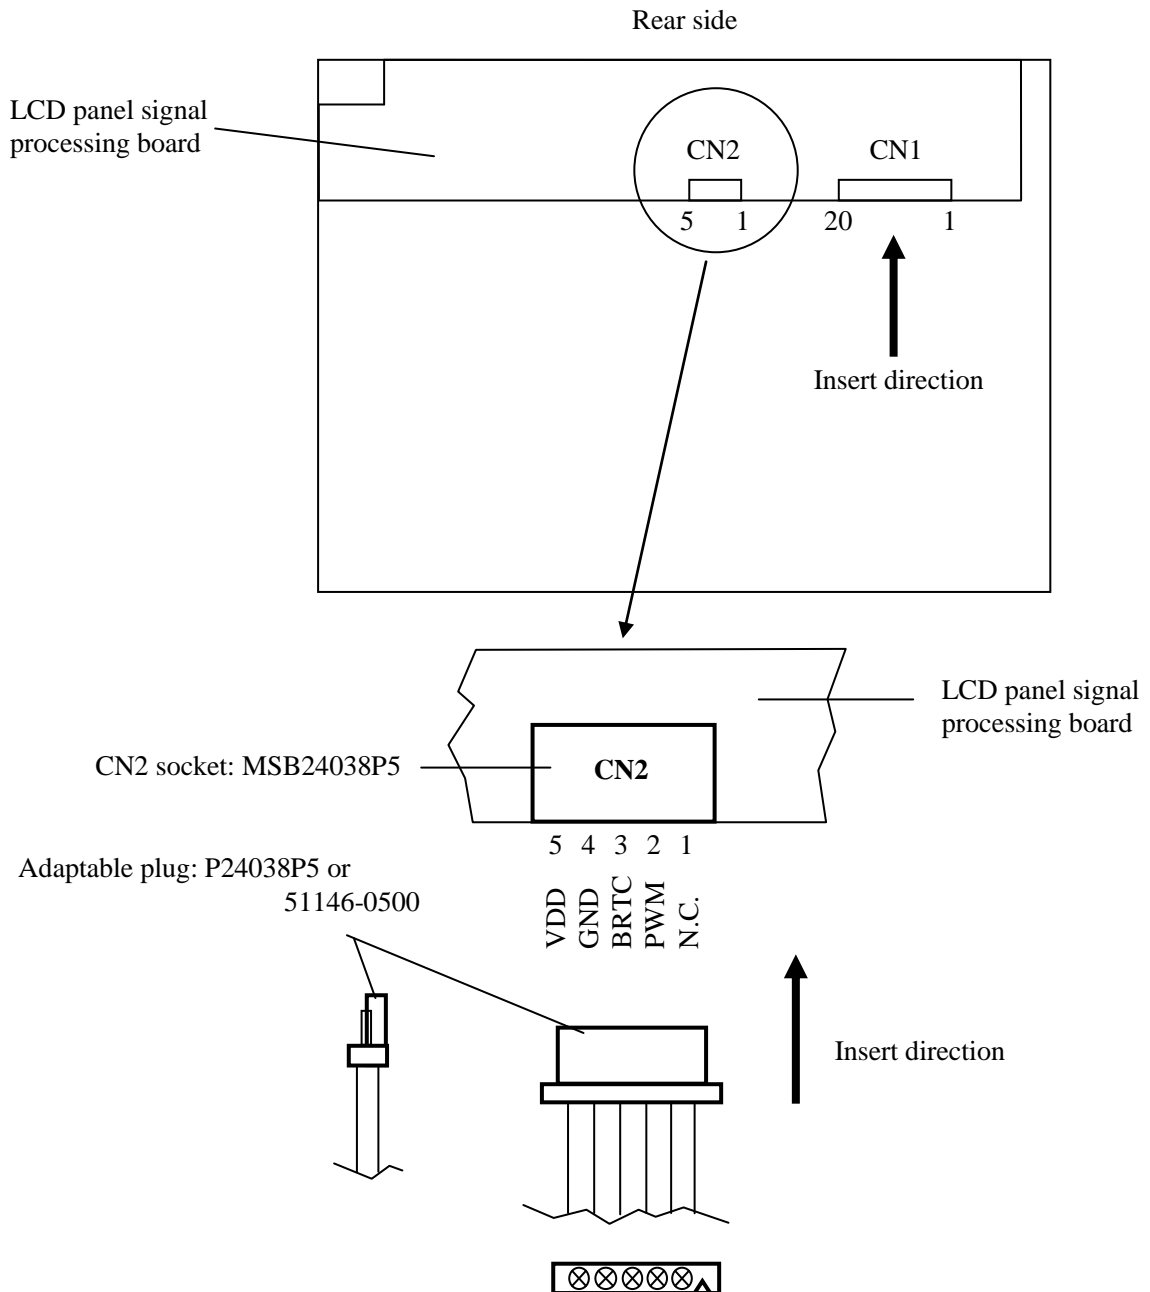 Rear side
LCD panel signal
processing board
CN2
CN1
5 1
20 1
Insert direction
LCD panel signal
processing board
CN2 socket: MSB24038P5
CN2
5 4 3 2 1
VDD
GND
BRTC
PWM
N.C.
Adaptable plug: P24038P5 or
51146-0500
Insert direction